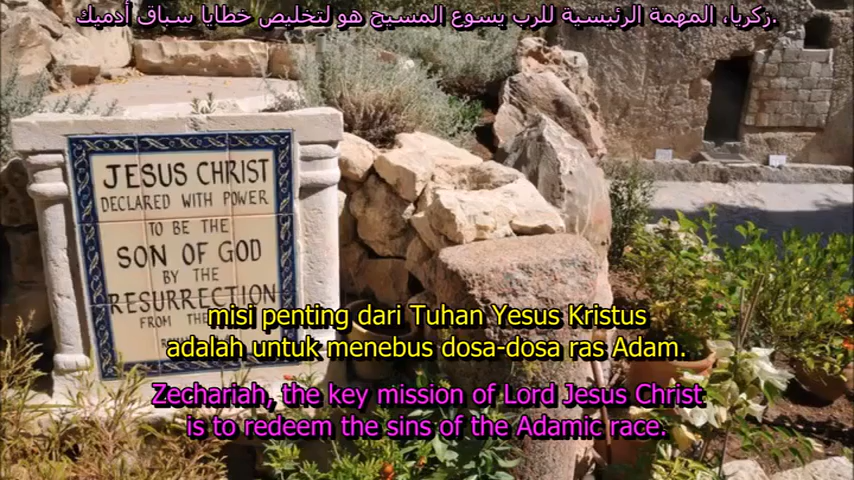 زكريا، المهمة الرئيسية للرب يسوع المسيح هو لتخليص خطايا سباق أدميك.
JESUS CHRIST
DECLARED WITH POWER
TO BE THE
SON OF GOD
BY THE
RESURRECTION
FROM THE
misi penting dari Tuhan Yesus Kristus
adalah untuk menebus dosa-dosa ras Adam.
Zechariah, the key mission of Lord Jesus Christ
is to redeem the sins of the Adamic race.